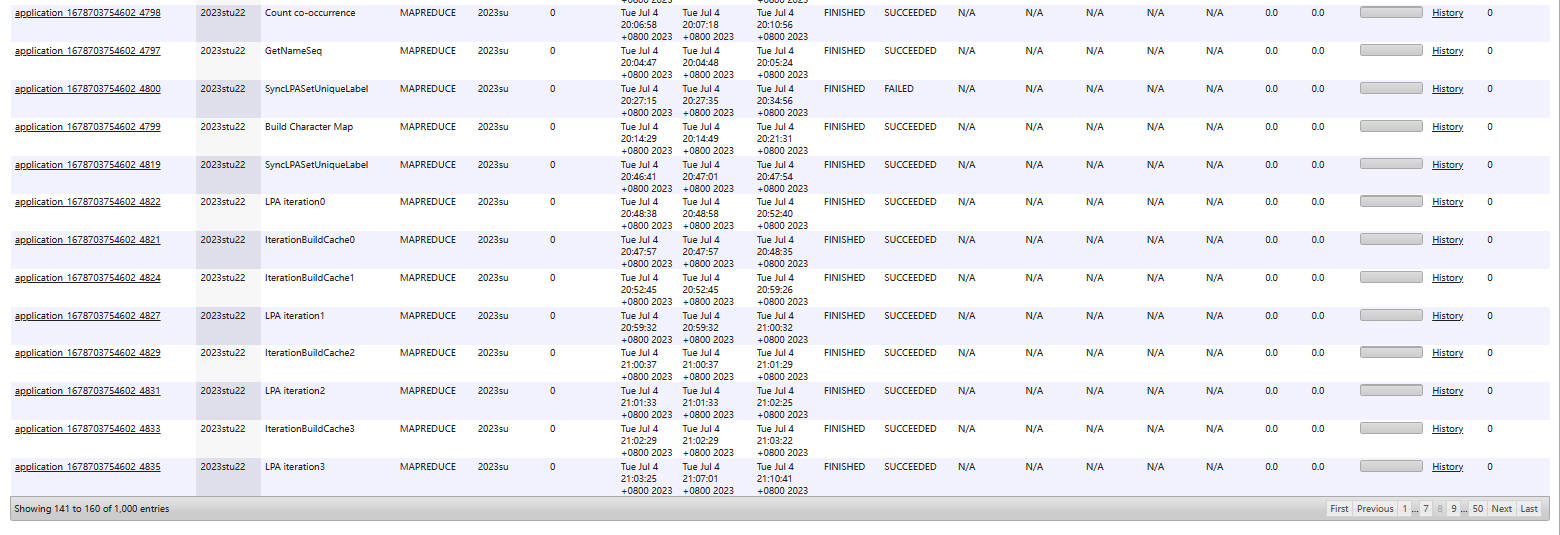 application_1678703754602_4798 2023stu22 Count co-occurrence MAPREDUCE 2023su 0 Tue Jul 4 20:06:58 +0800 2023 Tue Jul 4 20:07:18 +0800 2023 Tue Jul 4 20:10:56 +0800 2023 FINISHED SUCCEEDED N/A N/A N/A N/A N/A 0.0 0.0 History 0
application_1678703754602_4797 2023stu22 GetNameSeq MAPREDUCE 2023su 0 Tue Jul 4 20:04:47 +0800 2023 Tue Jul 4 20:04:48 +0800 2023 Tue Jul 4 20:05:24 +0800 2023 FINISHED SUCCEEDED N/A N/A N/A N/A N/A 0.0 0.0 History 0
application_1678703754602_4800 2023stu22 SyncLPASetUniqueLabel MAPREDUCE 2023su 0 Tue Jul 4 20:27:15 +0800 2023 Tue Jul 4 20:27:35 +0800 2023 Tue Jul 4 20:34:56 +0800 2023 FINISHED FAILED N/A N/A N/A N/A N/A 0.0 0.0 History 0
application_1678703754602_4799 2023stu22 Build Character Map MAPREDUCE 2023su 0 Tue Jul 4 20:14:29 +0800 2023 Tue Jul 4 20:14:49 +0800 2023 Tue Jul 4 20:21:31 +0800 2023 FINISHED SUCCEEDED N/A N/A N/A N/A N/A 0.0 0.0 History 0
application_1678703754602_4819 2023stu22 SyncLPASetUniqueLabel MAPREDUCE 2023su 0 Tue Jul 4 20:46:41 +0800 2023 Tue Jul 4 20:47:01 +0800 2023 Tue Jul 4 20:47:54 +0800 2023 FINISHED SUCCEEDED N/A N/A N/A N/A N/A 0.0 0.0 History 0
application_1678703754602_4822 2023stu22 LPA iteration0 MAPREDUCE 2023su 0 Tue Jul 4 20:48:38 +0800 2023 Tue Jul 4 20:48:58 +0800 2023 Tue Jul 4 20:52:40 +0800 2023 FINISHED SUCCEEDED N/A N/A N/A N/A N/A 0.0 0.0 History 0
application_1678703754602_4821 2023stu22 IterationBuildCache0 MAPREDUCE 2023su 0 Tue Jul 4 20:47:57 +0800 2023 Tue Jul 4 20:47:57 +0800 2023 Tue Jul 4 20:48:35 +0800 2023 FINISHED SUCCEEDED N/A N/A N/A N/A N/A 0.0 0.0 History 0
application_1678703754602_4824 2023stu22 IterationBuildCache1 MAPREDUCE 2023su 0 Tue Jul 4 20:52:45 +0800 2023 Tue Jul 4 20:52:45 +0800 2023 Tue Jul 4 20:59:26 +0800 2023 FINISHED SUCCEEDED N/A N/A N/A N/A N/A 0.0 0.0 History 0
application_1678703754602_4827 2023stu22 LPA iteration1 MAPREDUCE 2023su 0 Tue Jul 4 20:59:32 +0800 2023 Tue Jul 4 20:59:32 +0800 2023 Tue Jul 4 21:00:32 +0800 2023 FINISHED SUCCEEDED N/A N/A N/A N/A N/A 0.0 0.0 History 0
application_1678703754602_4829 2023stu22 IterationBuildCache2 MAPREDUCE 2023su 0 Tue Jul 4 21:00:37 +0800 2023 Tue Jul 4 21:00:37 +0800 2023 Tue Jul 4 21:01:29 +0800 2023 FINISHED SUCCEEDED N/A N/A N/A N/A N/A 0.0 0.0 History 0
application_1678703754602_4831 2023stu22 LPA iteration2 MAPREDUCE 2023su 0 Tue Jul 4 21:01:33 +0800 2023 Tue Jul 4 21:01:33 +0800 2023 Tue Jul 4 21:02:25 +0800 2023 FINISHED SUCCEEDED N/A N/A N/A N/A N/A 0.0 0.0 History 0
application_1678703754602_4833 2023stu22 IterationBuildCache3 MAPREDUCE 2023su 0 Tue Jul 4 21:02:29 +0800 2023 Tue Jul 4 21:02:29 +0800 2023 Tue Jul 4 21:03:22 +0800 2023 FINISHED SUCCEEDED N/A N/A N/A N/A N/A 0.0 0.0 History 0
application_1678703754602_4835 2023stu22 LPA iteration3 MAPREDUCE 2023su 0 Tue Jul 4 21:03:25 +0800 2023 Tue Jul 4 21:07:01 +0800 2023 Tue Jul 4 21:10:41 +0800 2023 FINISHED SUCCEEDED N/A N/A N/A N/A N/A 0.0 0.0 History 0
Showing 141 to 160 of 1,000 entries First Previous 1 ... 7 8 9 ... 50 Next Last